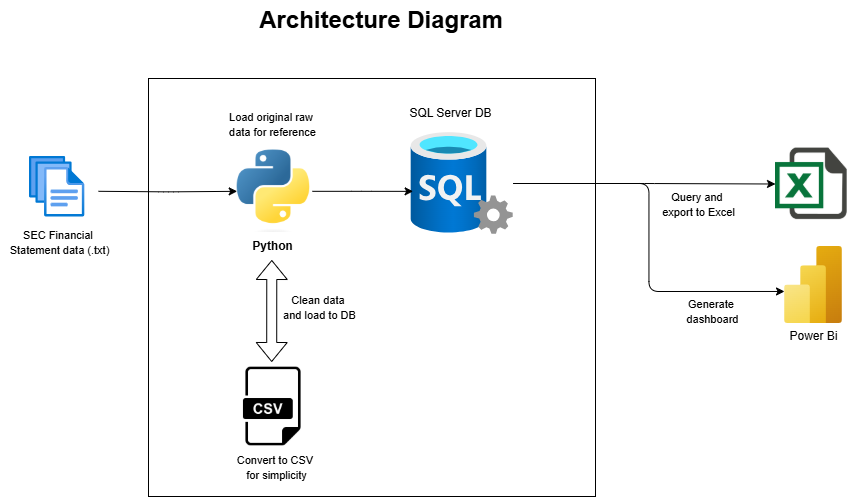 Architecture Diagram
Load original raw
data for reference
SQL Server DB
SQL
X
Query and
export to Excel
SEC Financial
Statement data (.txt)
Python
Clean data
and load to DB
Generate
dashboard
Power Bi
CSV
Convert to CSV
for simplicity